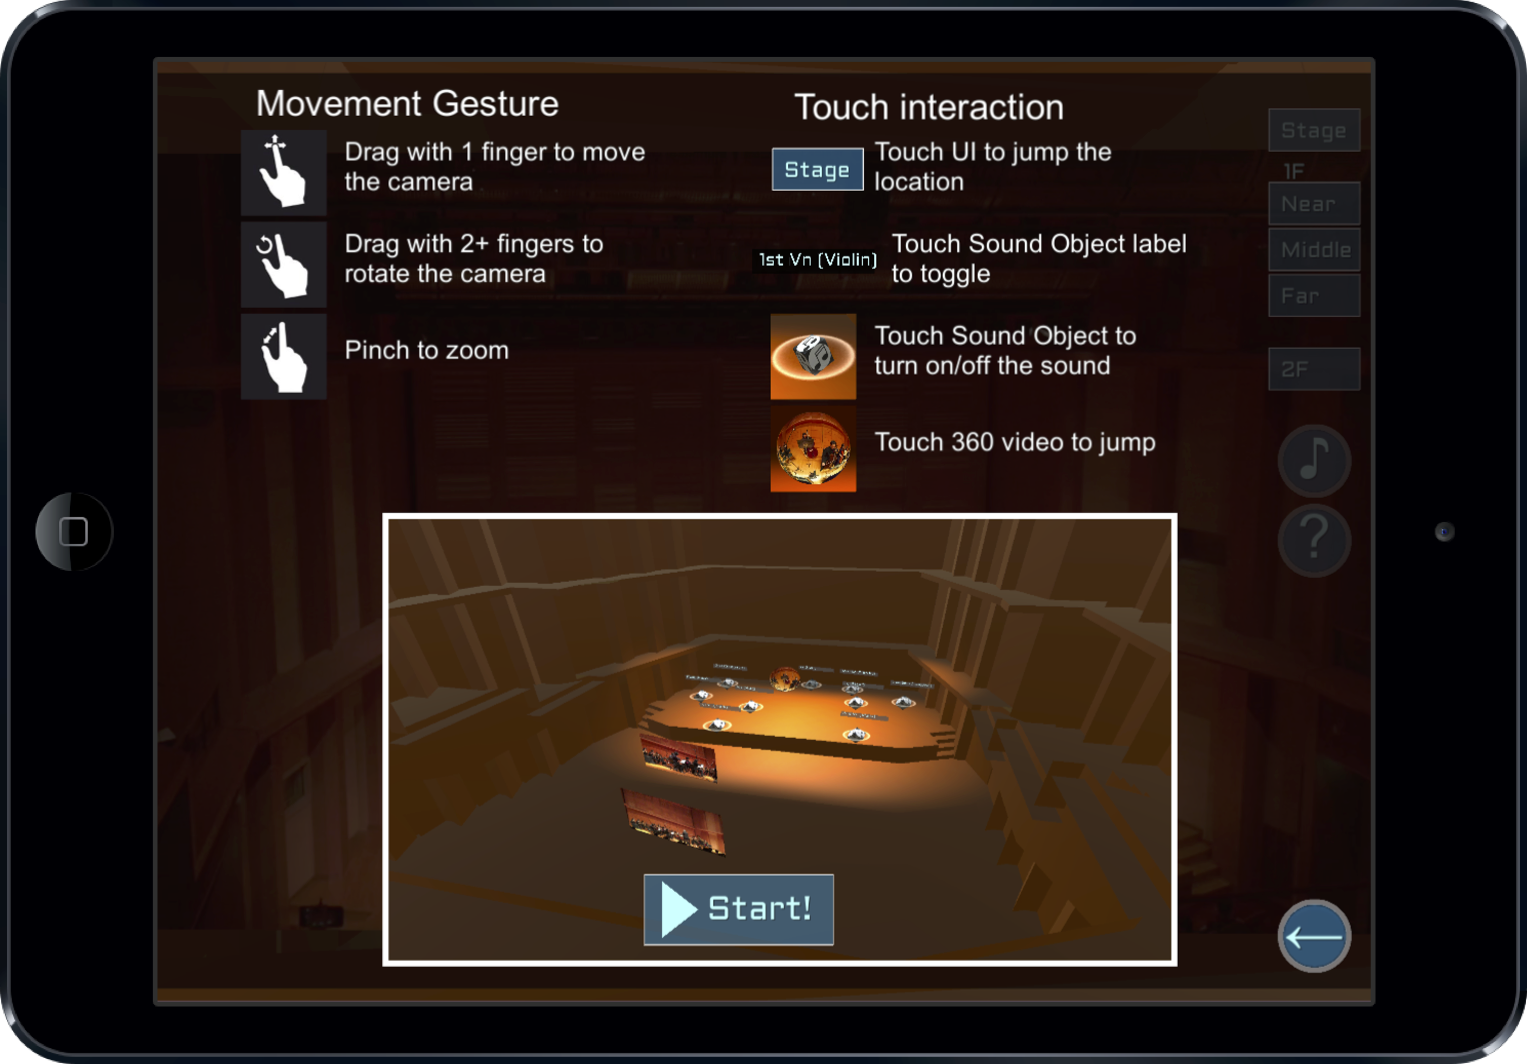 Movement Gesture
Drag with 1 finger to move
the camera
Drag with 2+ fingers to
rotate the camera
Pinch to zoom
Touch interaction
Stage
Touch UI to jump the
location
1st Vn (Violin)
Touch Sound Object label
to toggle
Touch Sound Object to
turn on/off the sound
Touch 360 video to jump
Stage
1F
Near
Middle
Far
2F
?
Start!